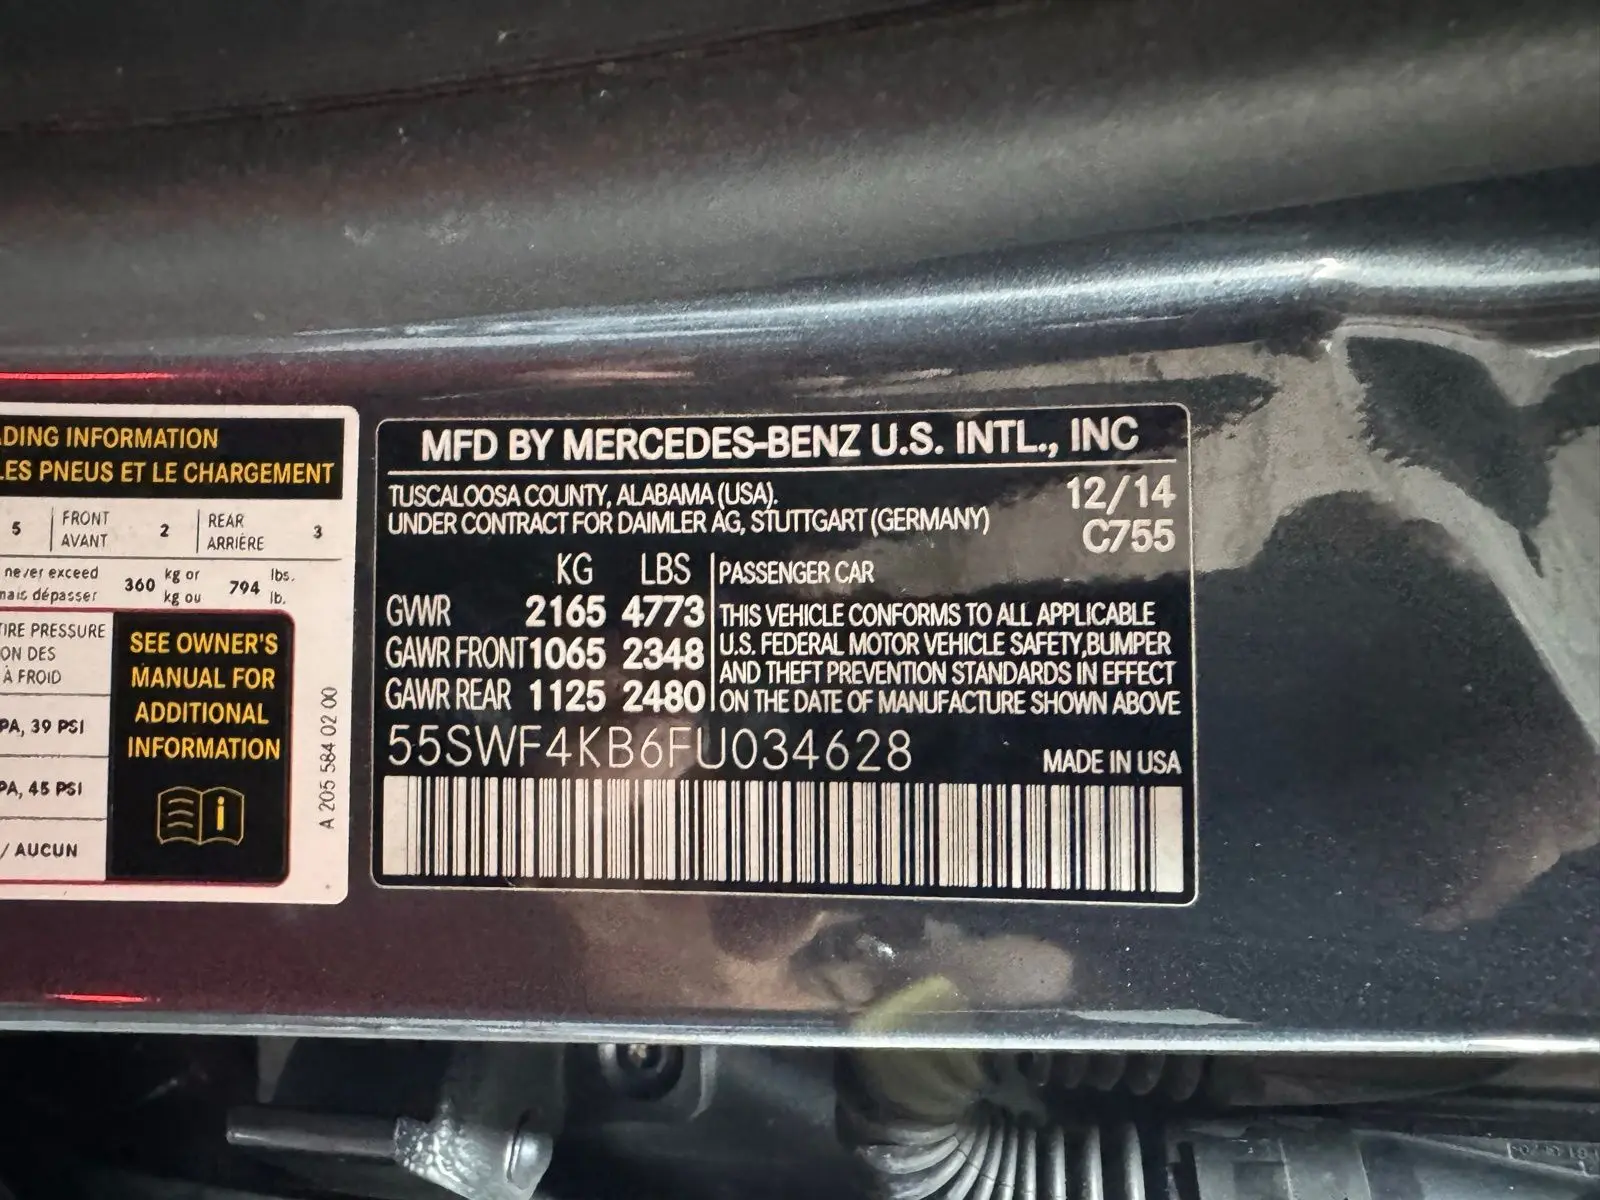 ADING INFORMATION
LES PNEUS ET LE CHARGEMENT
5 FRONT AVANT 2 REAR ARRIÈRE 3
never exceed 360 kg or 794 lbs.
mais dépasser kg ou lb.
TIRE PRESSURE
ON DES
À FROID
PA, 39 PSI
PA, 45 PSI
/ AUCUN
SEE OWNER'S
MANUAL FOR
ADDITIONAL
INFORMATION
i
A 205 584 02 00
MFD BY MERCEDES-BENZ U.S. INTL., INC
TUSCALOOSA COUNTY, ALABAMA (USA). 12/14
UNDER CONTRACT FOR DAIMLER AG, STUTTGART (GERMANY) C755
KG LBS
GVWR 2165 4773
GAWR FRONT 1065 2348
GAWR REAR 1125 2480
PASSENGER CAR
THIS VEHICLE CONFORMS TO ALL APPLICABLE
U.S. FEDERAL MOTOR VEHICLE SAFETY,BUMPER
AND THEFT PREVENTION STANDARDS IN EFFECT
ON THE DATE OF MANUFACTURE SHOWN ABOVE
55SWF4KB6FU034628
MADE IN USA